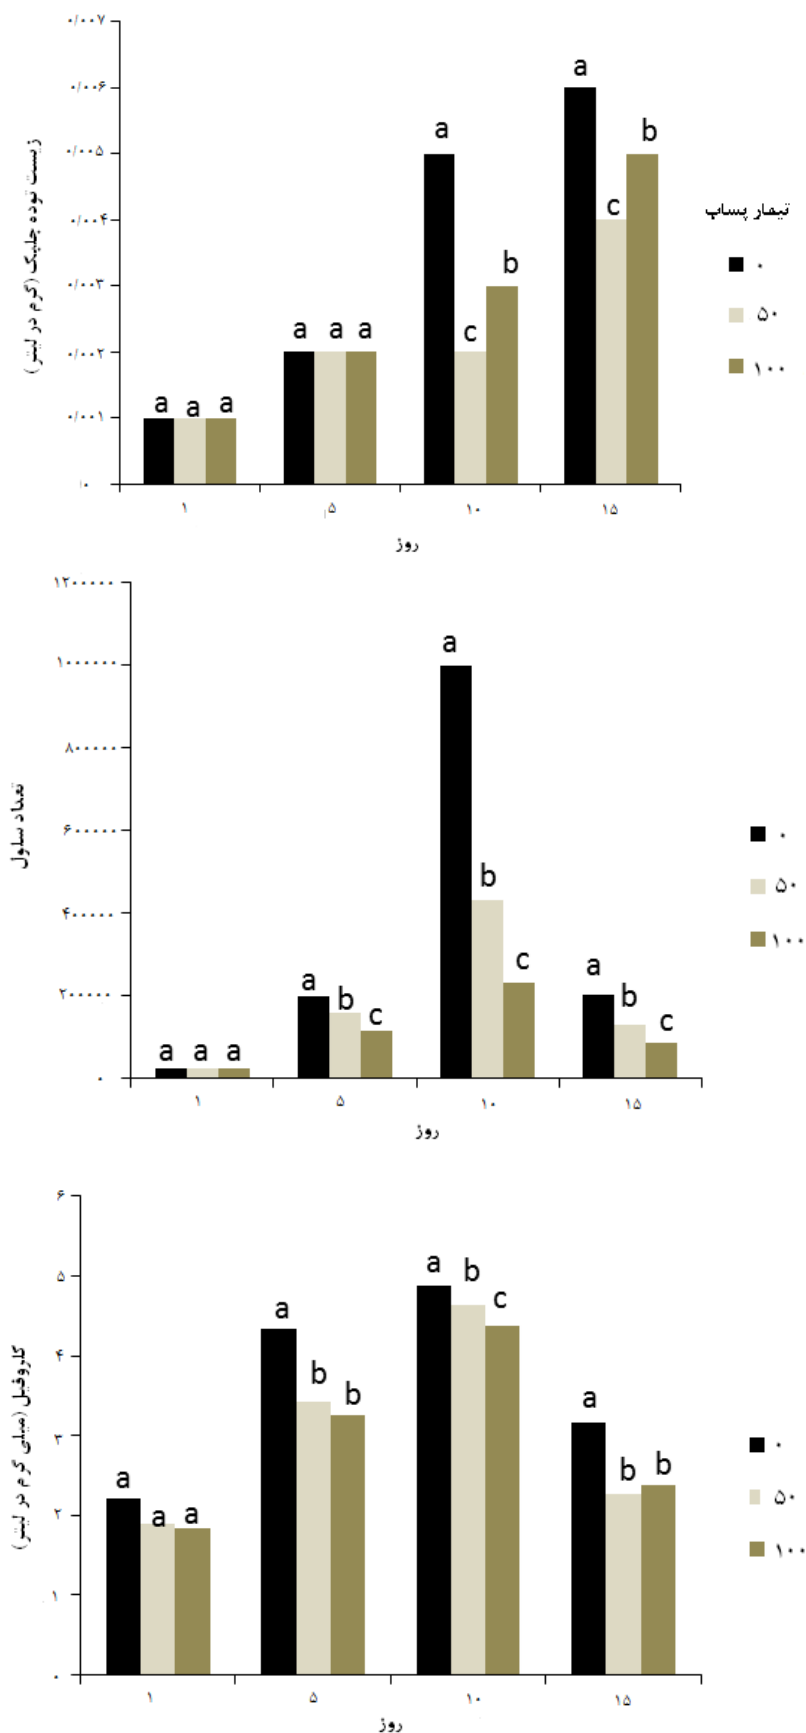 ۰/۰۰۷
۰/۰۰۶
۰/۰۰۵
۰/۰۰۴
۰/۰۰۳
۰/۰۰۲
۰/۰۰۱
۰
زیست توده جلبک (گرم در لیتر)
a a a
a a a
a c b
a c b
۱ ۵ ۱۰ ۱۵
روز
تیمار پساب
۰
۵۰
۱۰۰
۱۲۰۰۰۰۰
۱۰۰۰۰۰۰
۸۰۰۰۰۰
۶۰۰۰۰۰
۴۰۰۰۰۰
۲۰۰۰۰۰
۰
تعداد سلول
a a a
a b c
a b c
a b c
۱ ۵ ۱۰ ۱۵
روز
۰
۵۰
۱۰۰
۶
۵
۴
۳
۲
۱
۰
کلروفیل (میلی گرم در لیتر)
a a a
a b b
a b c
a b b
۱ ۵ ۱۰ ۱۵
روز
۰
۵۰
۱۰۰